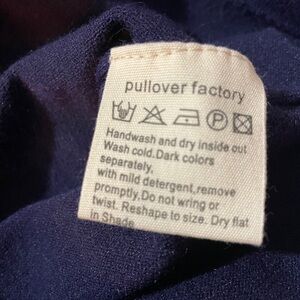 pullover factory
Handwash and dry inside out
Wash cold.Dark colors
separately,
with mild detergent,remove
promptly.Do not wring or
twist. Reshape to size. Dry flat
in Shade